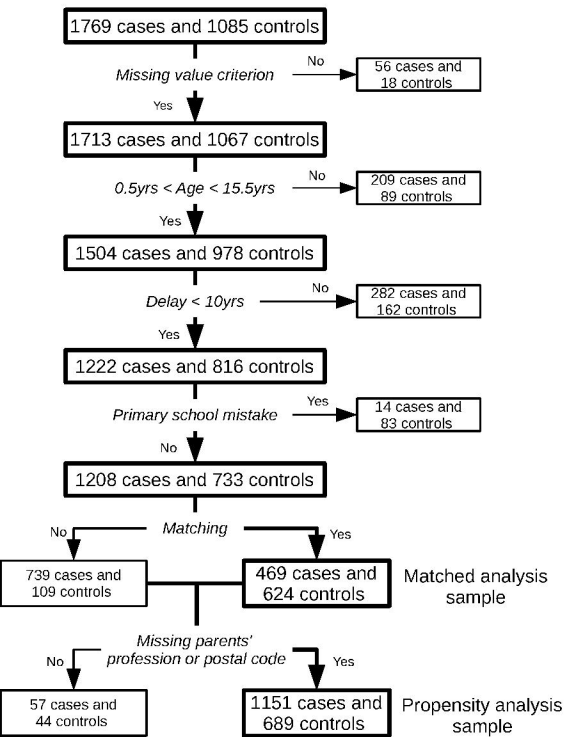 1769 cases and 1085 controls
Missing value criterion
No
56 cases and
18 controls
Yes
1713 cases and 1067 controls
0.5yrs < Age < 15.5yrs
No
209 cases and
89 controls
Yes
1504 cases and 978 controls
Delay < 10yrs
No
282 cases and
162 controls
Yes
1222 cases and 816 controls
Primary school mistake
Yes
14 cases and
83 controls
No
1208 cases and 733 controls
No
Matching
Yes
739 cases and
109 controls
469 cases and
624 controls
Matched analysis
sample
Missing parents'
profession or postal code
No
Yes
57 cases and
44 controls
1151 cases and
689 controls
Propensity analysis
sample